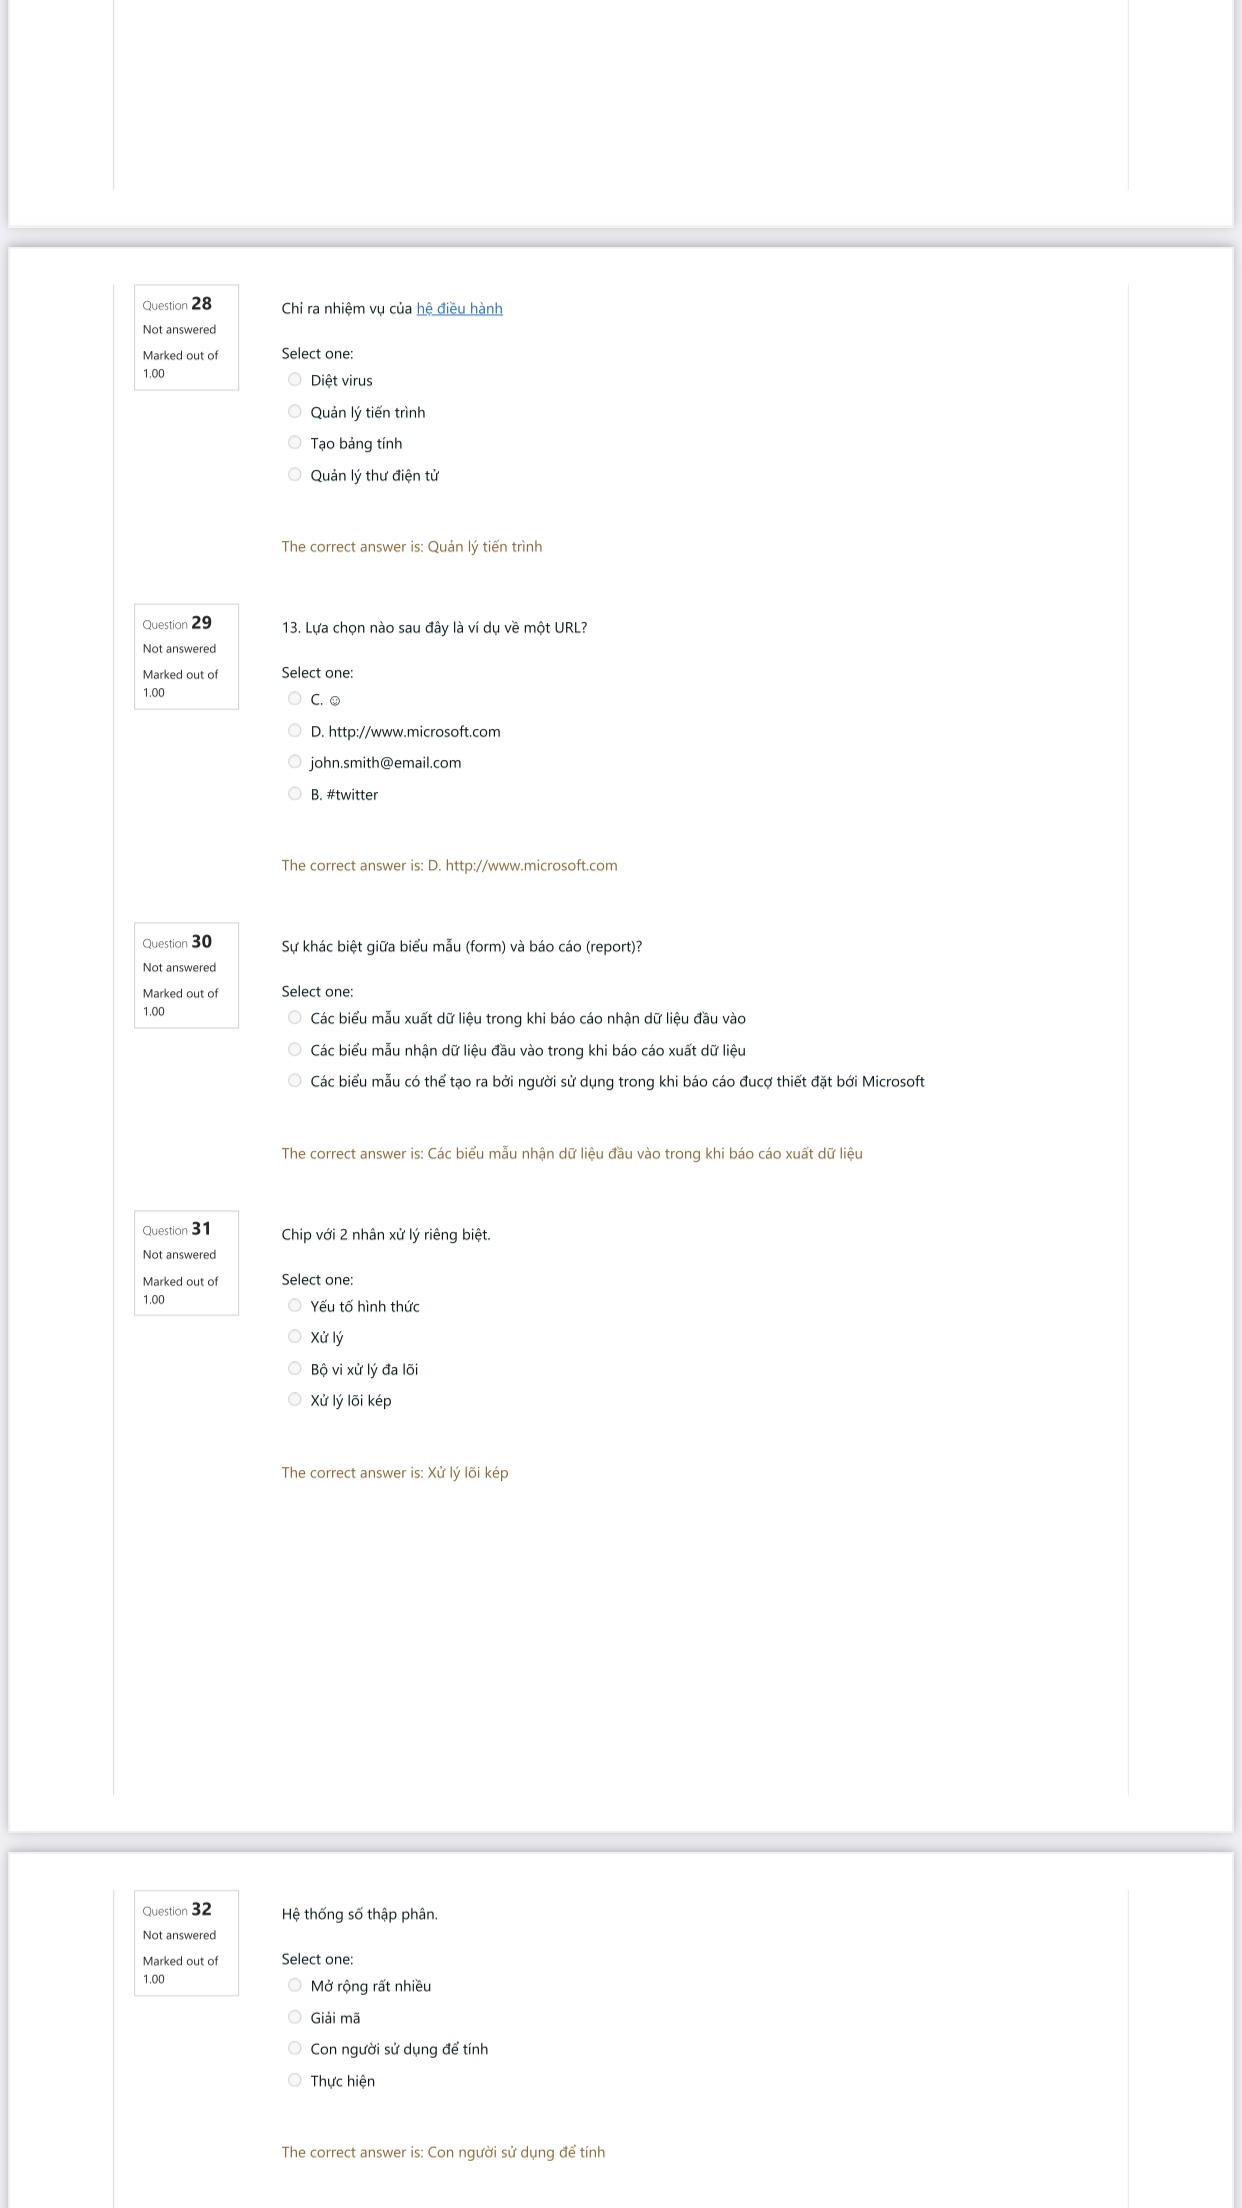 Question 28
Not answered
Marked out of
1.00
Chỉ ra nhiệm vụ của hệ điều hành
Select one:
Diệt virus
Quản lý tiến trình
Tạo bảng tính
Quản lý thư điện tử
The correct answer is: Quản lý tiến trình
Question 29
Not answered
Marked out of
1.00
13. Lựa chọn nào sau đây là ví dụ về một URL?
Select one:
C. ☺
D. http://www.microsoft.com
john.smith@email.com
B. #twitter
The correct answer is: D. http://www.microsoft.com
Question 30
Not answered
Marked out of
1.00
Sự khác biệt giữa biểu mẫu (form) và báo cáo (report)?
Select one:
Các biểu mẫu xuất dữ liệu trong khi báo cáo nhận dữ liệu đầu vào
Các biểu mẫu nhận dữ liệu đầu vào trong khi báo cáo xuất dữ liệu
Các biểu mẫu có thể tạo ra bởi người sử dụng trong khi báo cáo đuợc thiết đặt bới Microsoft
The correct answer is: Các biểu mẫu nhận dữ liệu đầu vào trong khi báo cáo xuất dữ liệu
Question 31
Not answered
Marked out of
1.00
Chip với 2 nhân xử lý riêng biệt.
Select one:
Yếu tố hình thức
Xử lý
Bộ vi xử lý đa lõi
Xử lý lõi kép
The correct answer is: Xử lý lõi kép
Question 32
Not answered
Marked out of
1.00
Hệ thống số thập phân.
Select one:
Mở rộng rất nhiều
Giải mã
Con người sử dụng để tính
Thực hiện
The correct answer is: Con người sử dụng để tính